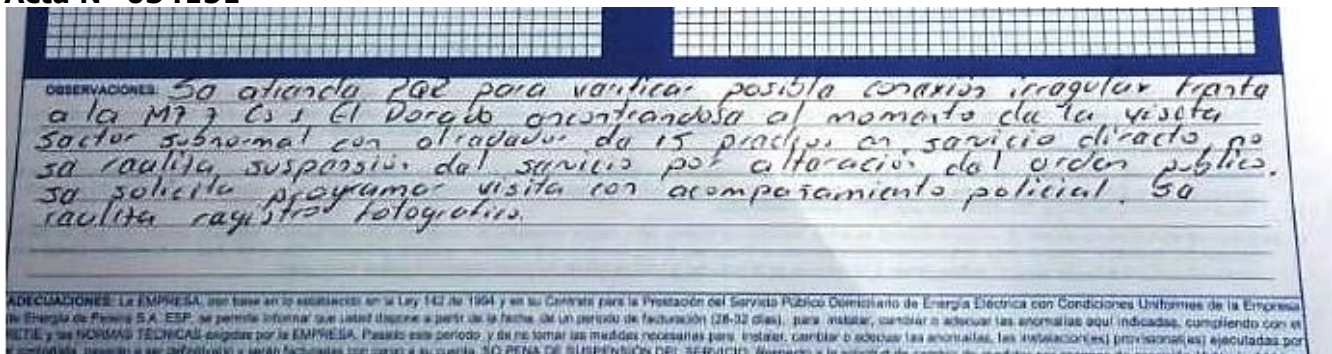 OBSERVACIONES: Se atiende PQR para verificar posible conexión irregular frente
a la M7 7 Cs 1 El Dorado encontrandose al momento de la visita
sector subnormal con alrededor de 15 predios en servicio directo, no
se realiza suspensión del servicio por alteración del orden publico.
se solicita programar visita con acompañamiento policial. Se
realiza registro fotografico.
ADECUACIONES: La EMPRESA, con base en lo establecido en la Ley 142 de 1994 y en su Contrato para la Prestación del Servicio Público Domiciliario de Energía Eléctrica con Condiciones Uniformes de la Empresa
de Energía de Pereira S.A. ESP. se permite informar que usted dispone a partir de la fecha, de un periodo de facturación (28-32 días), para instalar, cambiar o adecuar las anomalías aquí indicadas, cumpliendo con el
RETIE y las NORMAS TÉCNICAS exigidas por la EMPRESA. Pasado este periodo y de no tomar las medidas necesarias para instalar, cambiar o adecuar las anomalías, las instalación(es) provisional(es) ejecutadas por
SO PENA DE SUSPENSIÓN DEL SERVICIO